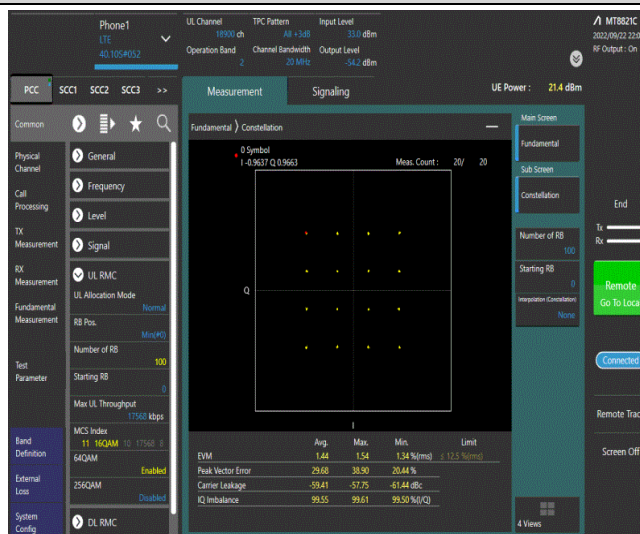 Phone1
LTE
40.10S#052
UL Channel TPC Pattern Input Level
18900 ch All +3dB 33.0 dBm
Operation Band Channel Bandwidth Output Level
2 20 MHz -54.2 dBm
MT8821C
2022/09/22 22:0
RF Output : On
PCC SCC1 SCC2 SCC3 >>
Measurement Signaling UE Power : 21.4 dBm
Common
Physical Channel
Call Processing
TX Measurement
RX Measurement
Fundamental Measurement
Test Parameter
Band Definition
External Loss
System Config
General
Frequency
Level
Signal
UL RMC
UL Allocation Mode
Normal
RB Pos.
Min(#0)
Number of RB
100
Starting RB
0
Max UL Throughput
17568 kbps
MCS Index
11 16QAM 10 17568 8
64QAM
Enabled
256QAM
Disabled
DL RMC
Fundamental Constellation
0 Symbol
I -0.9637 Q 0.9663 Meas. Count : 20/ 20
Q
I
Avg. Max. Min. Limit
EVM 1.44 1.54 1.34 %(rms) ≤ 12.5 %(rms)
Peak Vector Error 29.68 38.90 20.44 %
Carrier Leakage -59.41 -57.75 -61.44 dBc
IQ Imbalance 99.55 99.61 99.50 %(I/Q)
Main Screen
Fundamental
Sub Screen
Constellation
Number of RB
100
Starting RB
0
Interpolation (Constellation)
None
4 Views
End
Tx
Rx
Remote
Go To Loca
Connected
Remote Trac
Screen Off